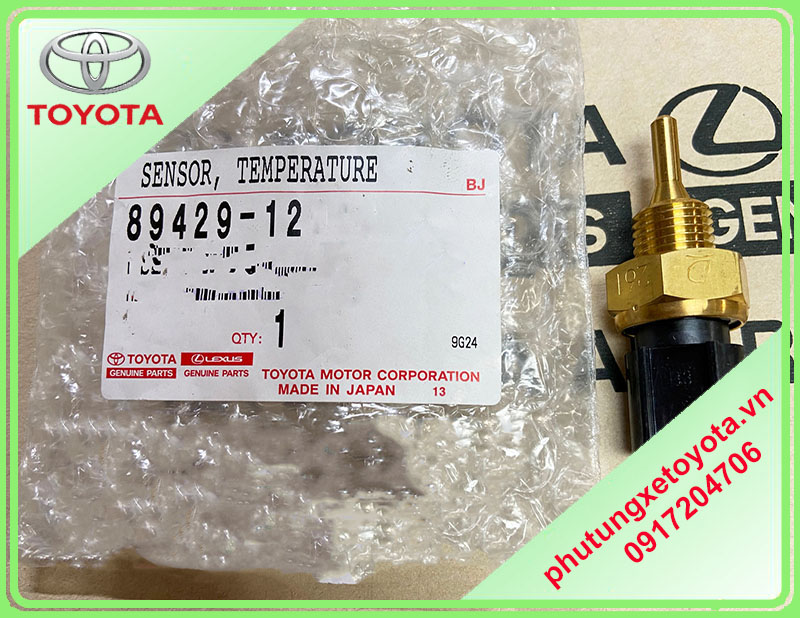 TOYOTA
SENSOR, TEMPERATURE
BJ
89429-12
QTY: 1
9G24
TOYOTA
GENUINE PARTS
LEXUS
GENUINE PARTS
TOYOTA MOTOR CORPORATION
MADE IN JAPAN 13
GEN
phutungxetoyota.vn
0917204706